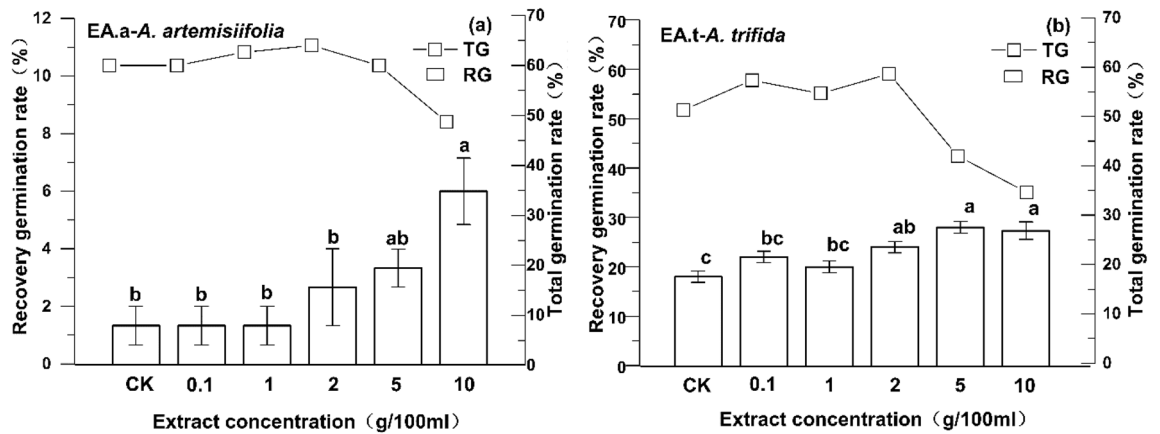 EA.a-A. artemisiifolia
(a)
TG
RG
Recovery germination rate（%）
12
10
8
6
4
2
0
70
60
50
40
30
20
10
0
Total germination rate（%）
b
b
b
b
ab
a
CK 0.1 1 2 5 10
Extract concentration（g/100ml）
EA.t-A. trifida
(b)
TG
RG
Recovery germination rate（%）
70
60
50
40
30
20
10
0
70
60
50
40
30
20
10
0
Total germination rate（%）
c
bc
bc
ab
a
a
CK 0.1 1 2 5 10
Extract concentration（g/100ml）